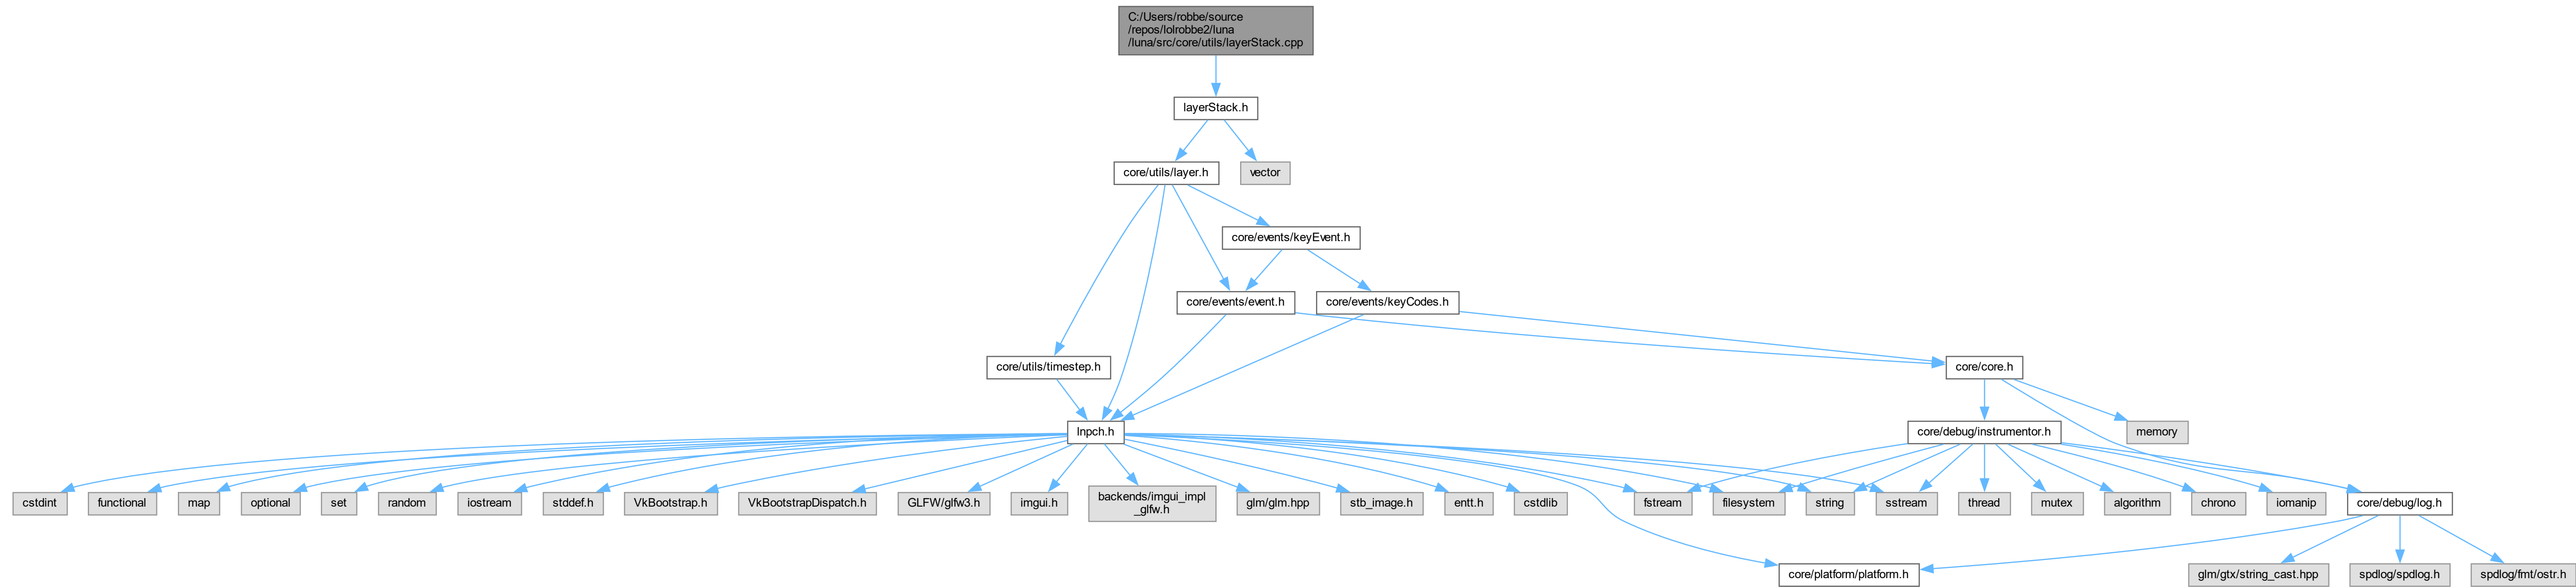 C:/Users/robbe/source
/repos/lolrobbe2/luna
/luna/src/core/utils/layerStack.cpp
layerStack.h
core/utils/layer.h
vector
core/events/keyEvent.h
core/events/event.h
core/events/keyCodes.h
core/utils/timestep.h
core/core.h
lnpch.h
core/debug/instrumentor.h
memory
cstdint
functional
map
optional
set
random
iostream
stddef.h
VkBootstrap.h
VkBootstrapDispatch.h
GLFW/glfw3.h
imgui.h
backends/imgui_impl
_glfw.h
glm/glm.hpp
stb_image.h
entt.h
cstdlib
fstream
filesystem
string
sstream
thread
mutex
algorithm
chrono
iomanip
core/debug/log.h
core/platform/platform.h
glm/gtx/string_cast.hpp
spdlog/spdlog.h
spdlog/fmt/ostr.h